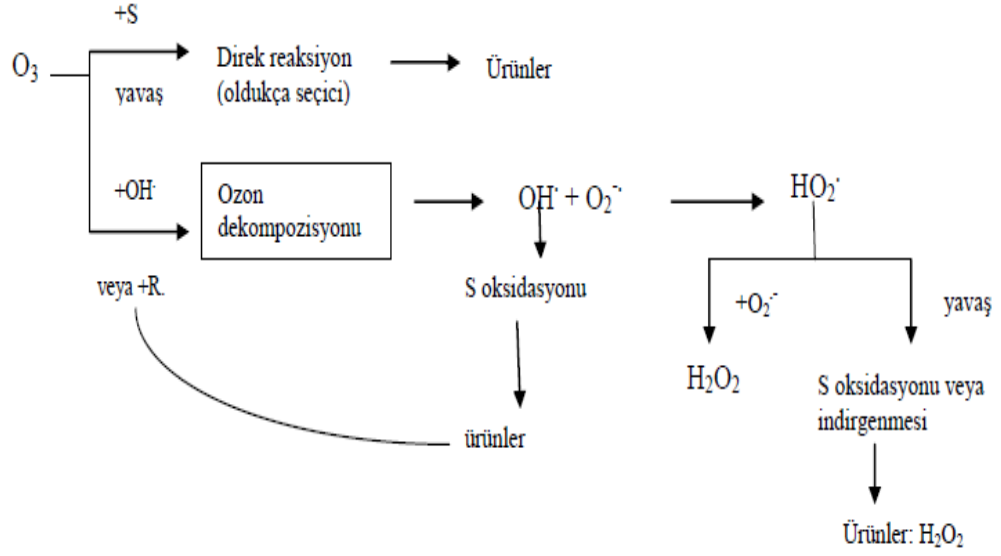 +S
O₃
Direk reaksiyon
(oldukça seçici)
Ürünler
yavaş
+OH·
Ozon
dekompozisyonu
OH· + O₂⁻·
HO₂·
veya +R.
S oksidasyonu
+O₂·⁻
yavaş
H₂O₂
S oksidasyonu veya
indirgenmesi
ürünler
Ürünler: H₂O₂